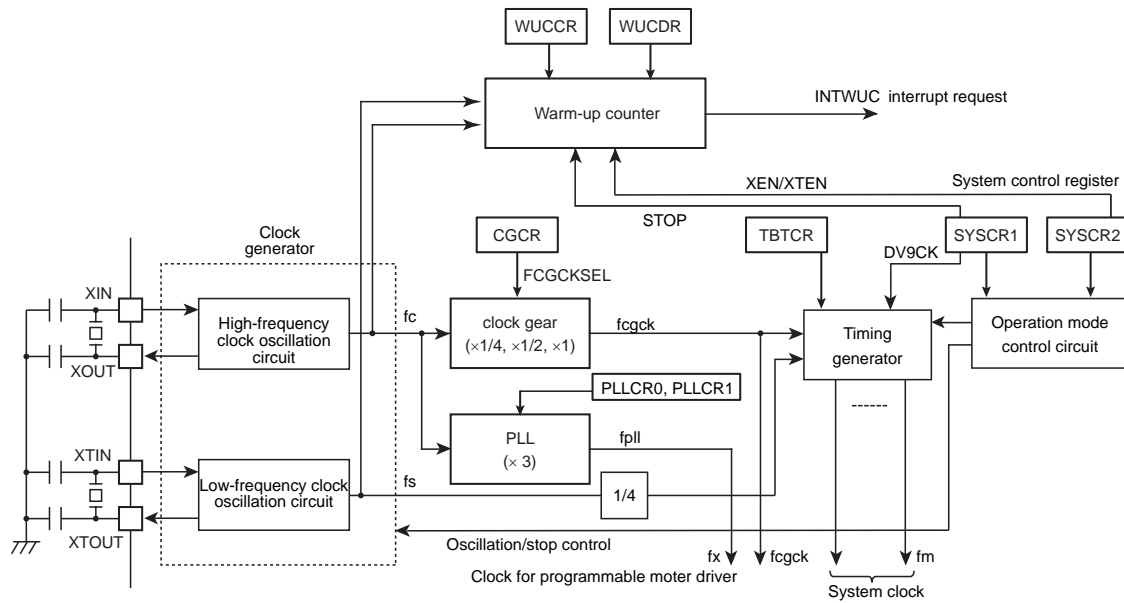 WUCCR
WUCDR
INTWUC interrupt request
Warm-up counter
XEN/XTEN
System control register
STOP
Clock
generator
CGCR
TBTCR
SYSCR1
SYSCR2
DV9CK
FCGCKSEL
XIN
High-frequency
clock oscillation
circuit
fc
clock gear
(×1/4, ×1/2, ×1)
fcgck
Timing
generator
Operation mode
control circuit
XOUT
PLLCR0, PLLCR1
PLL
(× 3)
fpll
XTIN
Low-frequency clock
oscillation circuit
fs
1/4
XTOUT
Oscillation/stop control
fx
fcgck
fm
Clock for programmable moter driver
System clock